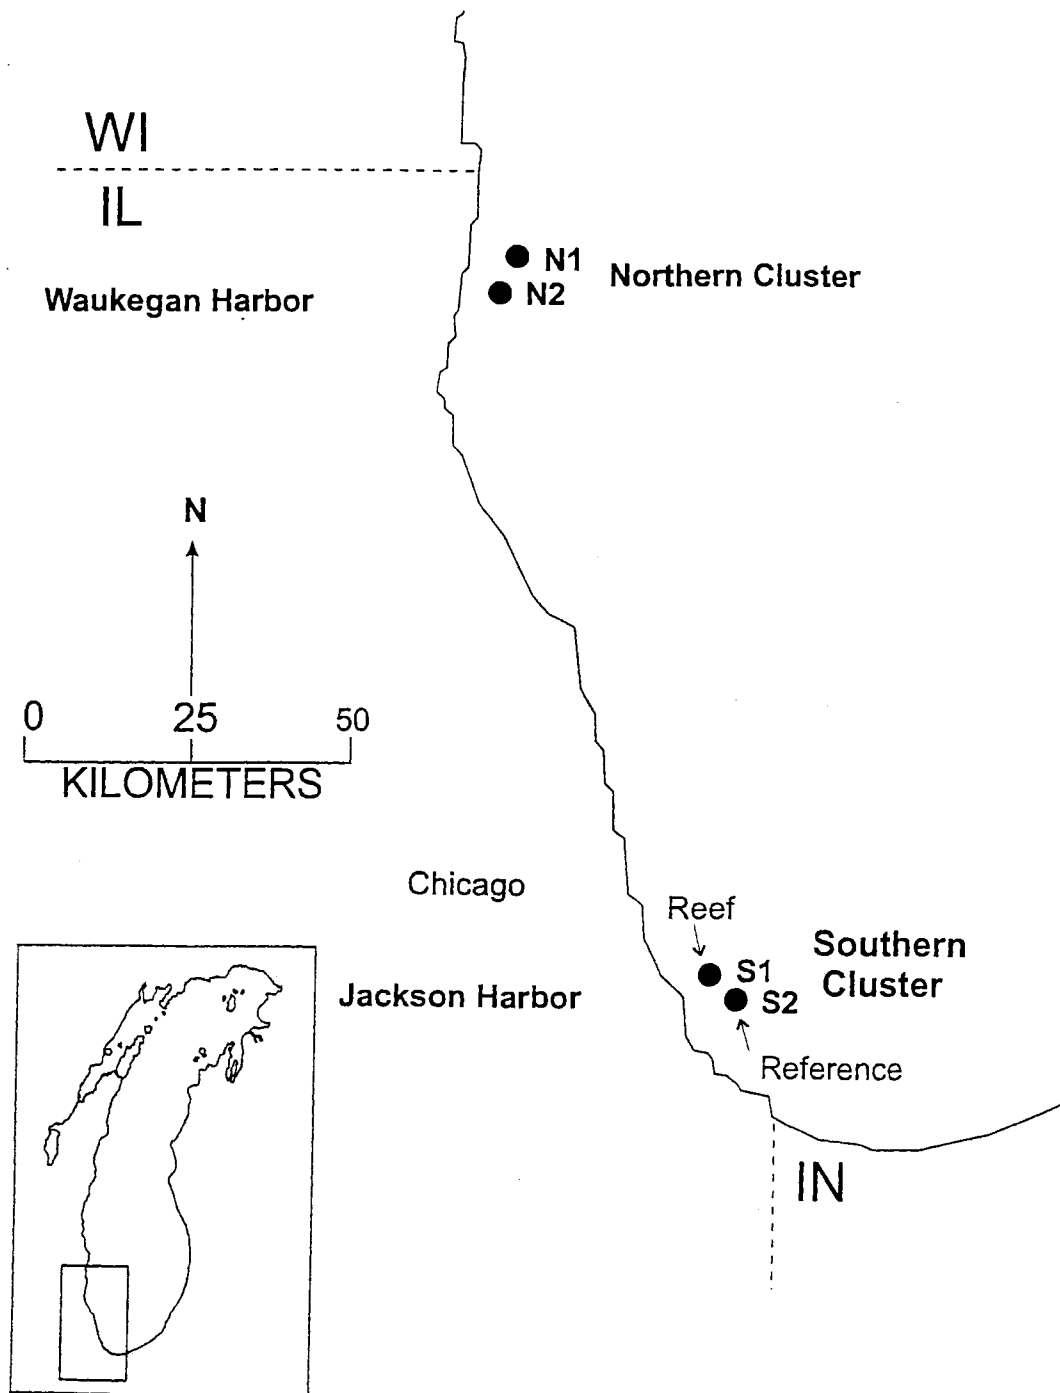 WI
IL
N1
Northern Cluster
N2
Waukegan Harbor
N
0 25 50
KILOMETERS
Chicago
Reef
Southern
Cluster
S1
Jackson Harbor
S2
Reference
IN